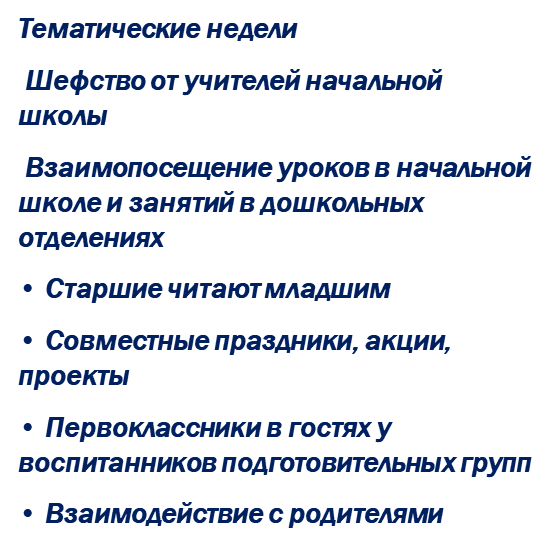 Тематические недели
Шефство от учителей начальной
школы
Взаимопосещение уроков в начальной
школе и занятий в дошкольных
отделениях
• Старшие читают младшим
• Совместные праздники, акции,
проекты
• Первоклассники в гостях у
воспитанников подготовительных групп
• Взаимодействие с родителями